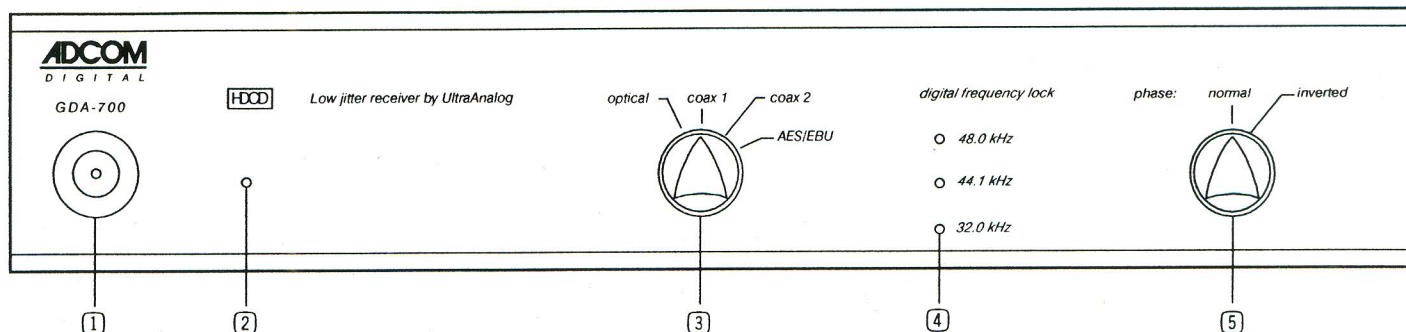 ADCOM
DIGITAL
GDA-700
HDCD
Low jitter receiver by UltraAnalog
optical
coax 1
coax 2
AES/EBU
digital frequency lock
48.0 kHz
44.1 kHz
32.0 kHz
phase:
normal
inverted
1
2
3
4
5